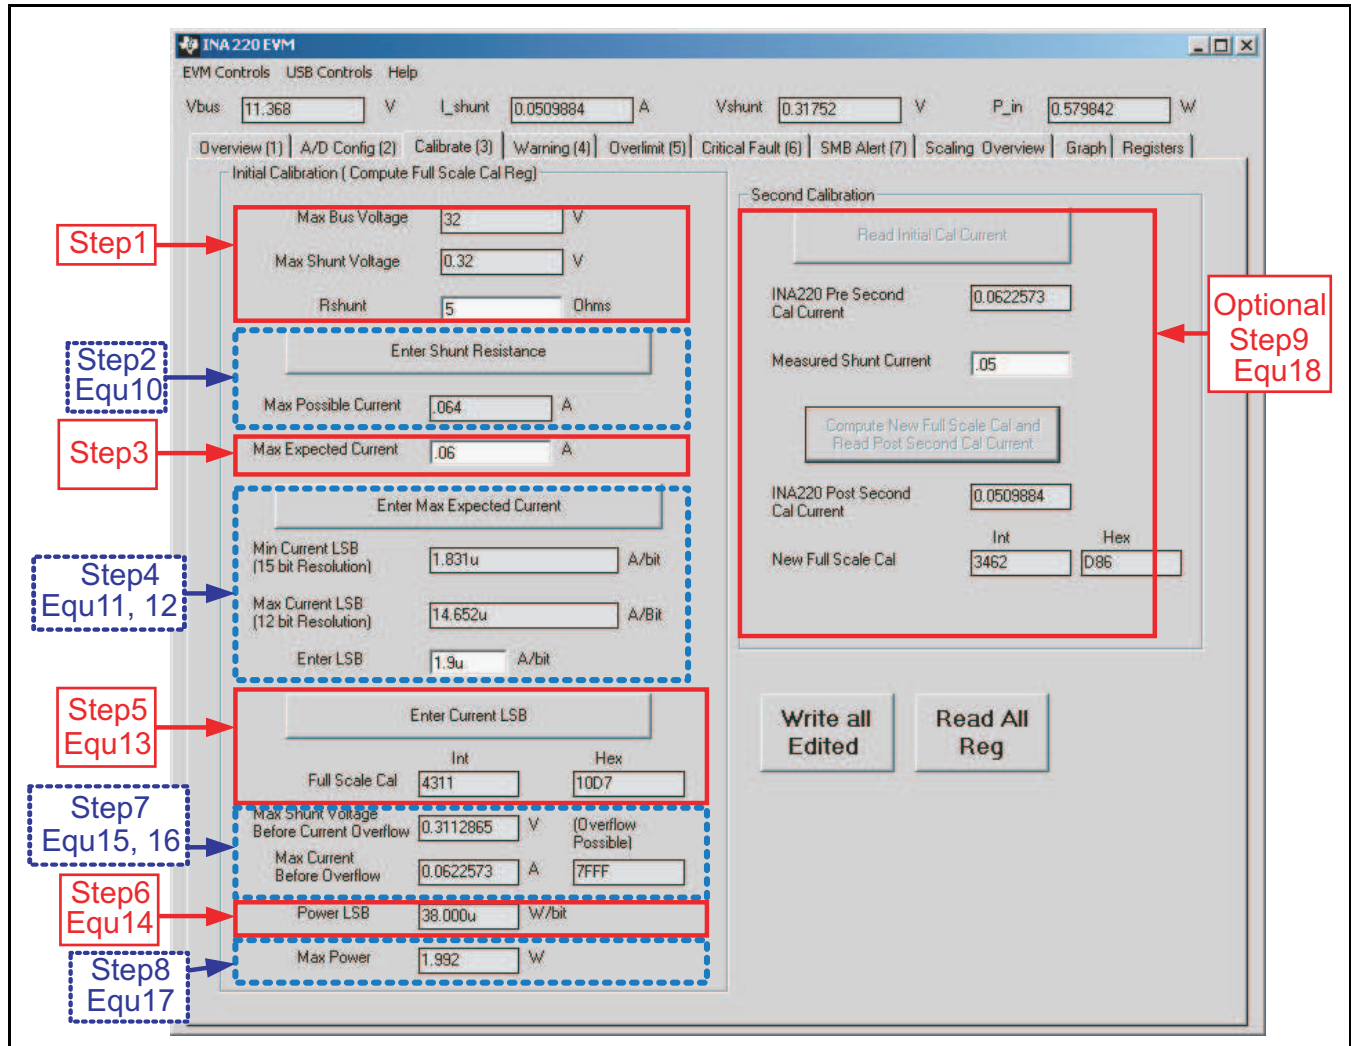 INA220 EVM
EVM Controls USB Controls Help
Vbus 11.368 V I_shunt 0.0509884 A Vshunt 0.31752 V P_in 0.579842 W
Overview (1) A/D Config (2) Calibrate (3) Warning (4) Overlimit (5) Critical Fault (6) SMB Alert (7) Scaling Overview Graph Registers
Initial Calibration ( Compute Full Scale Cal Reg)
Step1
Max Bus Voltage 32 V
Max Shunt Voltage 0.32 V
Rshunt 5 Ohms
Step2
Equ10
Enter Shunt Resistance
Max Possible Current .064 A
Step3
Max Expected Current .06 A
Step4
Equ11, 12
Enter Max Expected Current
Min Current LSB
(15 bit Resolution) 1.831u A/bit
Max Current LSB
(12 bit Resolution) 14.652u A/Bit
Enter LSB 1.9u A/bit
Step5
Equ13
Enter Current LSB
Int Hex
Full Scale Cal 4311 10D7
Step7
Equ15, 16
Max Shunt Voltage
Before Current Overflow 0.3112865 V (Overflow
Possible)
Max Current
Before Overflow 0.0622573 A 7FFF
Step6
Equ14
Power LSB 38.000u W/bit
Step8
Equ17
Max Power 1.992 W
Second Calibration
Read Initial Cal Current
INA220 Pre Second
Cal Current 0.0622573
Measured Shunt Current .05
Compute New Full Scale Cal and
Read Post Second Cal Current
INA220 Post Second
Cal Current 0.0509884
Int Hex
New Full Scale Cal 3462 D86
Optional
Step9
Equ18
Write all
Edited
Read All
Reg